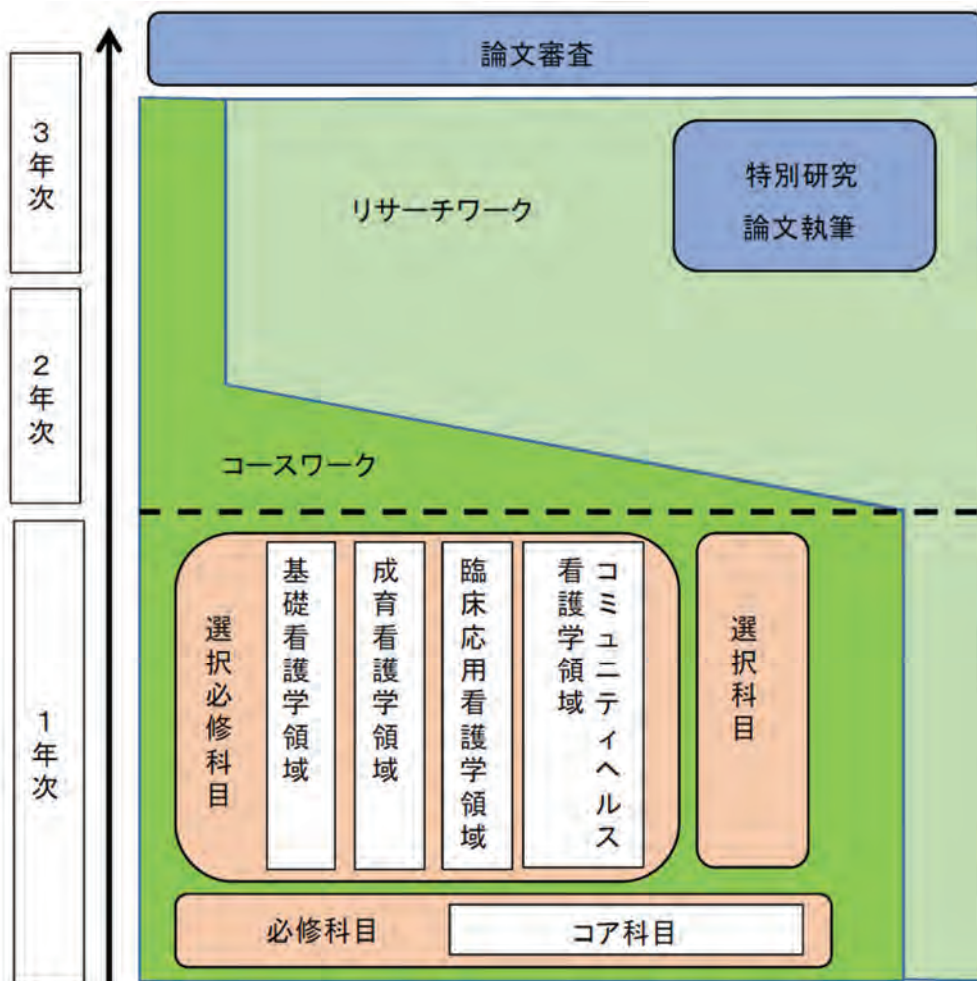 論文審査
3年次
リサーチワーク
特別研究
論文執筆
2年次
コースワーク
1年次
選択必修科目
基礎看護学領域
成育看護学領域
臨床応用看護学領域
コミュニティヘルス
看護学領域
選択科目
必修科目
コア科目